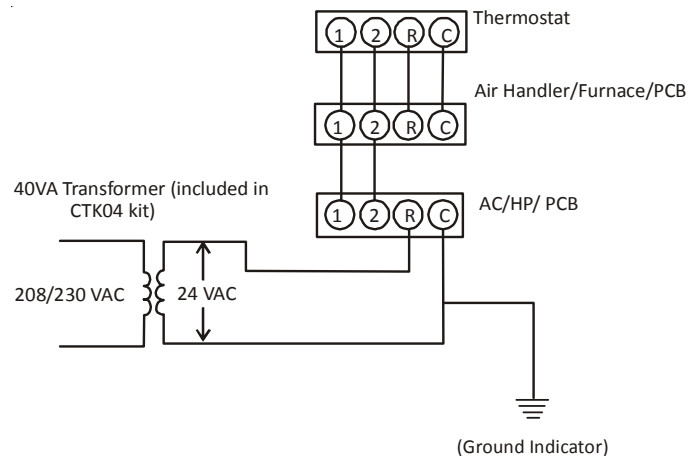 1 2 R C
Thermostat
Air Handler/Furnace/PCB
1 2 R C
40VA Transformer (included in
CTK04 kit)
AC/HP/ PCB
1 2 R C
208/230 VAC
24 VAC
(Ground Indicator)